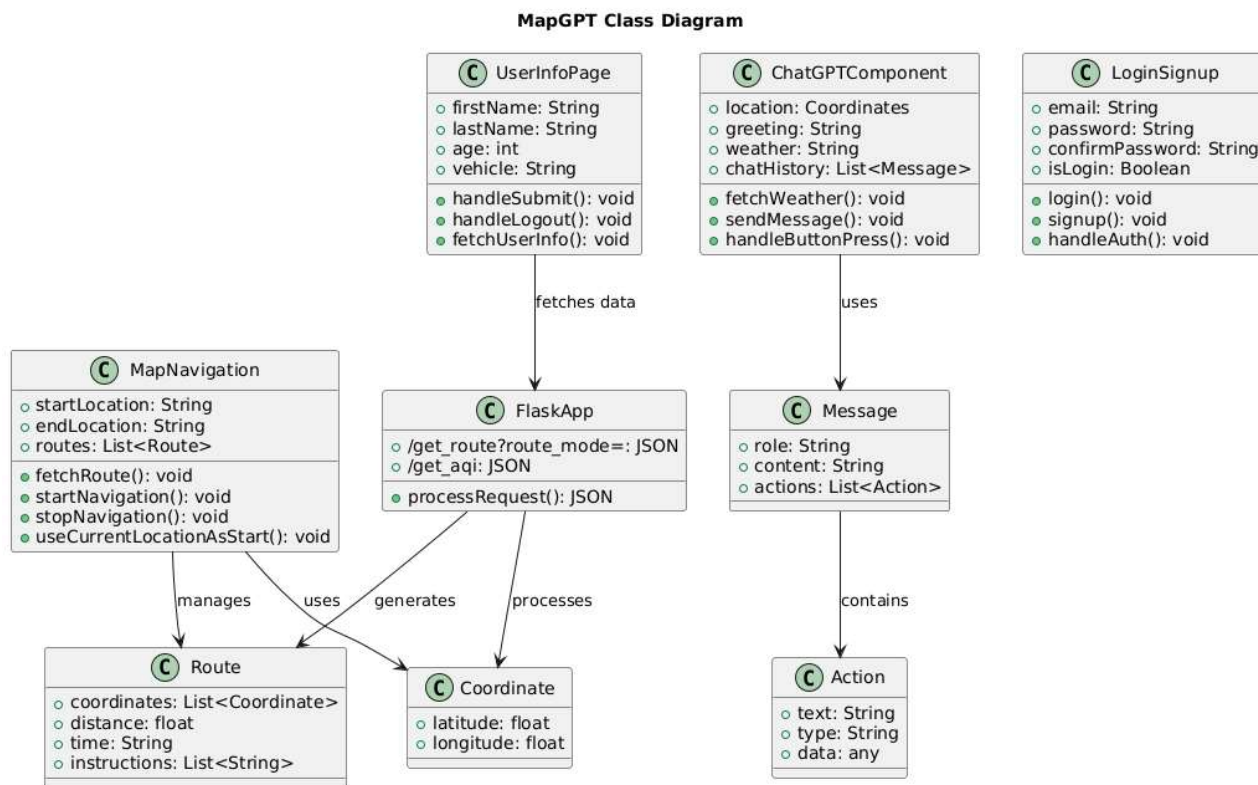 MapGPT Class Diagram
C UserInfoPage
firstName: String
lastName: String
age: int
vehicle: String
handleSubmit(): void
handleLogout(): void
fetchUserInfo(): void
C ChatGPTComponent
location: Coordinates
greeting: String
weather: String
chatHistory: List<Message>
fetchWeather(): void
sendMessage(): void
handleButtonPress(): void
C LoginSignup
email: String
password: String
confirmPassword: String
isLogin: Boolean
login(): void
signup(): void
handleAuth(): void
fetches data
uses
C MapNavigation
startLocation: String
endLocation: String
routes: List<Route>
fetchRoute(): void
startNavigation(): void
stopNavigation(): void
useCurrentLocationAsStart(): void
C FlaskApp
/get_route?route_mode=: JSON
/get_aqi: JSON
processRequest(): JSON
C Message
role: String
content: String
actions: List<Action>
manages
uses
generates
processes
contains
C Route
coordinates: List<Coordinate>
distance: float
time: String
instructions: List<String>
C Coordinate
latitude: float
longitude: float
C Action
text: String
type: String
data: any